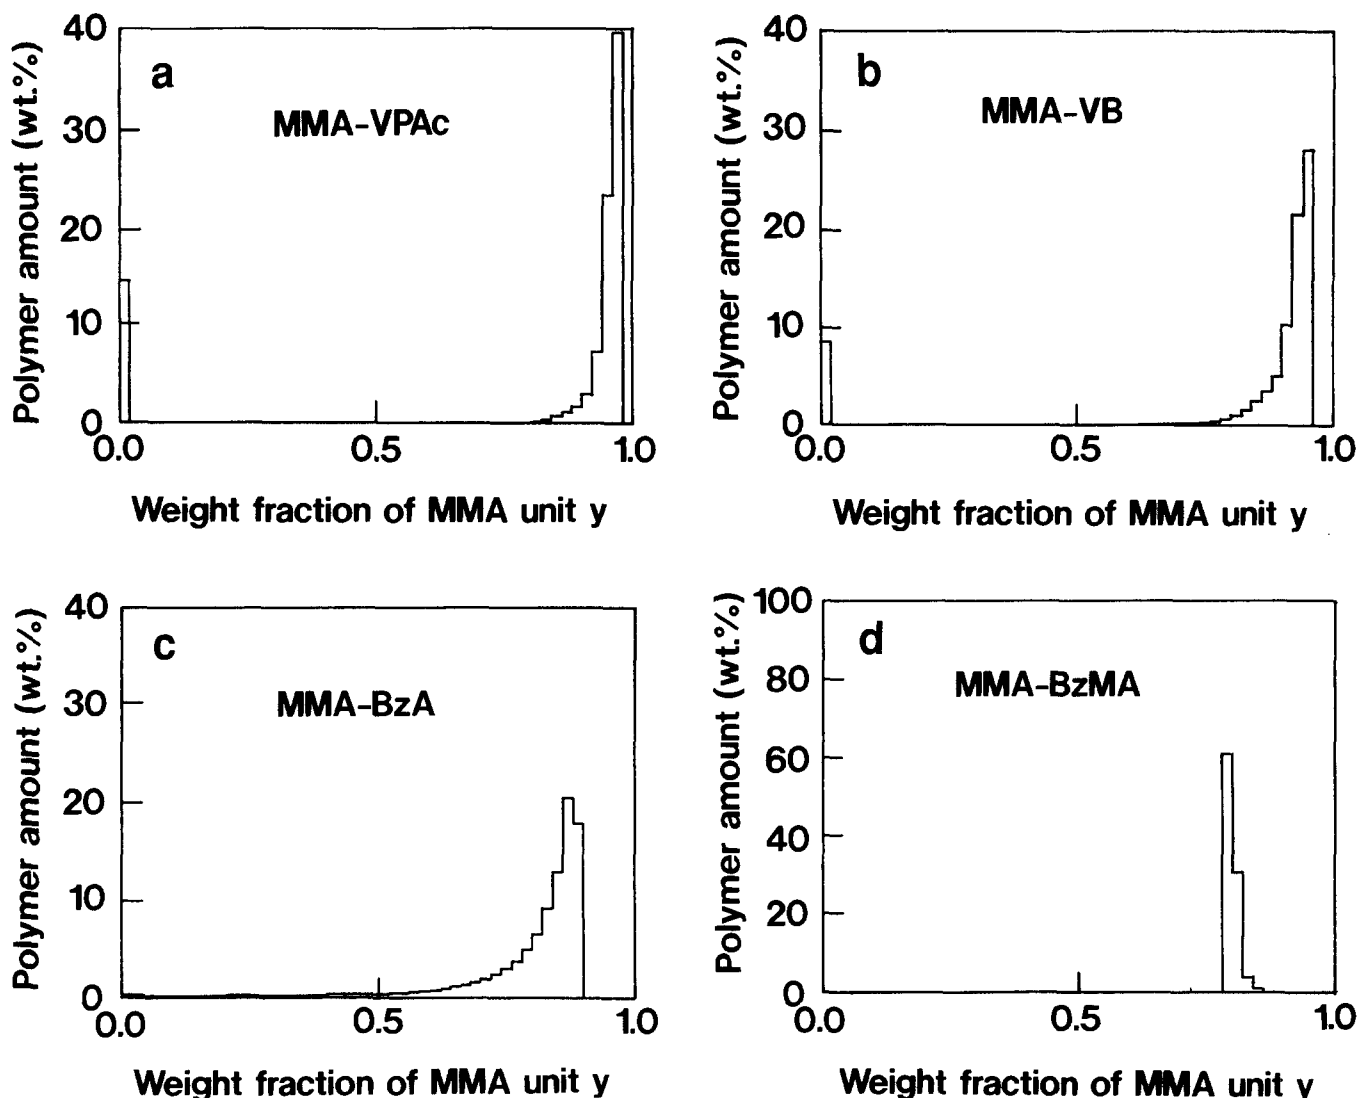 a
MMA-VPAc
Polymer amount (wt.%)
40
30
20
10
0
0.0 0.5 1.0
Weight fraction of MMA unit y
b
MMA-VB
Polymer amount (wt.%)
40
30
20
10
0
0.0 0.5 1.0
Weight fraction of MMA unit y
c
MMA-BzA
Polymer amount (wt.%)
40
30
20
10
0
0.0 0.5 1.0
Weight fraction of MMA unit y
d
MMA-BzMA
Polymer amount (wt.%)
100
80
60
40
20
0
0.0 0.5 1.0
Weight fraction of MMA unit y